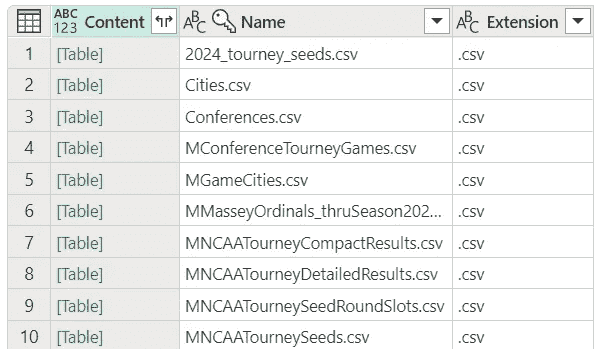 ABC 123 Content ABC Name ABC Extension
1 [Table] 2024_tourney_seeds.csv .csv
2 [Table] Cities.csv .csv
3 [Table] Conferences.csv .csv
4 [Table] MConferenceTourneyGames.csv .csv
5 [Table] MGameCities.csv .csv
6 [Table] MMasseyOrdinals_thruSeason202... .csv
7 [Table] MNCAATourneyCompactResults.csv .csv
8 [Table] MNCAATourneyDetailedResults.csv .csv
9 [Table] MNCAATourneySeedRoundSlots.csv .csv
10 [Table] MNCAATourneySeeds.csv .csv